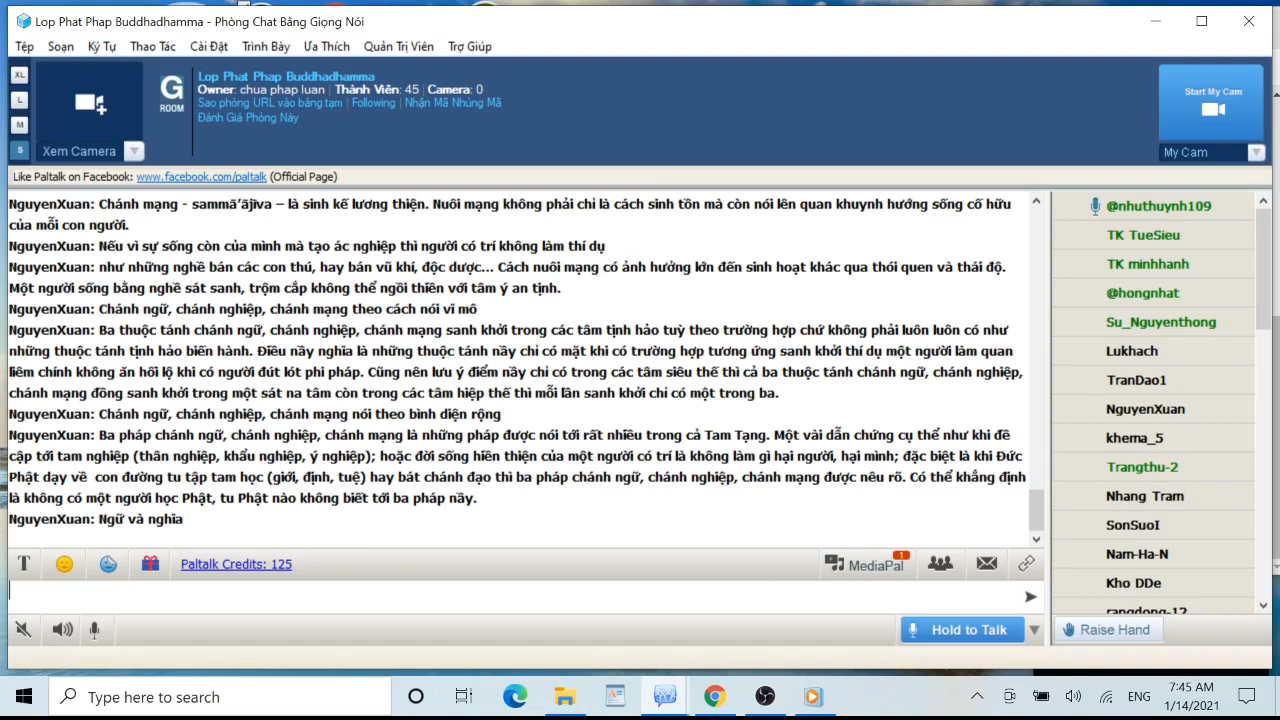 Lop Phat Phap Buddhadhamma - Phòng Chat Bằng Giọng Nói
Tệp Soạn Ký Tự Thao Tác Cài Đặt Trình Bày Ưa Thích Quản Trị Viên Trợ Giúp
XL
L
M
S
Xem Camera
G
ROOM
Lop Phat Phap Buddhadhamma
Owner: chua phap luan | Thành Viên: 45 | Camera: 0
Sao phòng URL vào bảng tạm | Following | Nhận Mã Nhúng Mã
Đánh Giá Phòng Này
Start My Cam
My Cam
Like Paltalk on Facebook: www.facebook.com/paltalk (Official Page)
NguyenXuan: Chánh mạng - sammā’ājīva – là sinh kế lương thiện. Nuôi mạng không phải chỉ là cách sinh tồn mà còn nói lên quan khuynh hướng sống cố hữu
của mỗi con người.
NguyenXuan: Nếu vì sự sống còn của mình mà tạo ác nghiệp thì người có trí không làm thí dụ
NguyenXuan: như những nghề bán các con thú, hay bán vũ khí, độc dược... Cách nuôi mạng có ảnh hưởng lớn đến sinh hoạt khác qua thói quen và thái độ.
Một người sống bằng nghề sát sanh, trộm cắp không thể ngồi thiền với tâm ý an tịnh.
NguyenXuan: Chánh ngữ, chánh nghiệp, chánh mạng theo cách nói vĩ mô
NguyenXuan: Ba thuộc tánh chánh ngữ, chánh nghiệp, chánh mạng sanh khởi trong các tâm tịnh hảo tuỳ theo trường hợp chứ không phải luôn luôn có như
những thuộc tánh tịnh hảo biến hành. Điều nầy nghĩa là những thuộc tánh nầy chỉ có mặt khi có trường hợp tương ứng sanh khởi thí dụ một người làm quan
liêm chính không ăn hối lộ khi có người đút lót phi pháp. Cũng nên lưu ý điểm nầy chỉ có trong các tâm siêu thế thì cả ba thuộc tánh chánh ngữ, chánh nghiệp,
chánh mạng đồng sanh khởi trong một sát na tâm còn trong các tâm hiệp thế thì mỗi lần sanh khởi chỉ có một trong ba.
NguyenXuan: Chánh ngữ, chánh nghiệp, chánh mạng nói theo bình diện rộng
NguyenXuan: Ba pháp chánh ngữ, chánh nghiệp, chánh mạng là những pháp được nói tới rất nhiều trong cả Tam Tạng. Một vài dẫn chứng cụ thể như khi đề
cập tới tam nghiệp (thân nghiệp, khẩu nghiệp, ý nghiệp); hoặc đời sống hiền thiện của một người có trí là không làm gì hại người, hại mình; đặc biệt là khi Đức
Phật dạy về con đường tu tập tam học (giới, định, tuệ) hay bát chánh đạo thì ba pháp chánh ngữ, chánh nghiệp, chánh mạng được nêu rõ. Có thể khẳng định
là không có một người học Phật, tu Phật nào không biết tới ba pháp nầy.
NguyenXuan: Ngữ và nghĩa
@nhuthuynh109
TK TueSieu
TK minhhanh
@hongnhat
Su_Nguyenthong
Lukhach
TranDao1
NguyenXuan
khema_5
Trangthu-2
Nhang Tram
SonSuoI
Nam-Ha-N
Kho DDe
rangdong-12
T
Paltalk Credits: 125
MediaPal
1
Hold to Talk
Raise Hand
Type here to search
ENG
7:45 AM
1/14/2021